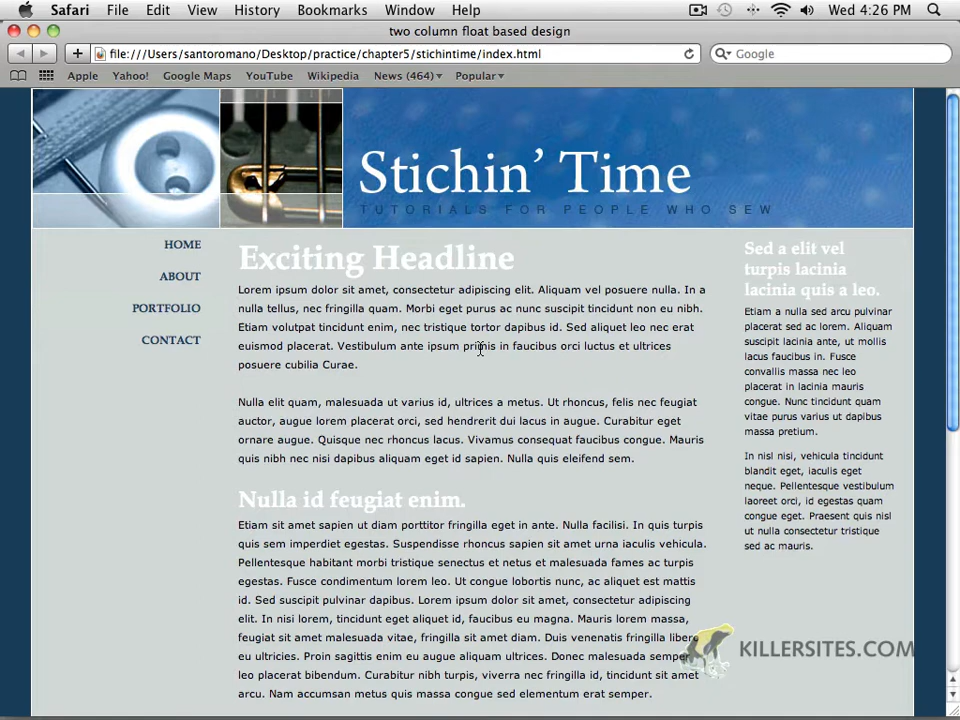 Safari File Edit View History Bookmarks Window Help Wed 4:26 PM
two column float based design
file:///Users/santoromano/Desktop/practice/chapter5/stichintime/index.html Google
Apple Yahoo! Google Maps YouTube Wikipedia News (464) Popular
Stichin’ Time
TUTORIALS FOR PEOPLE WHO SEW
HOME
ABOUT
PORTFOLIO
CONTACT
Exciting Headline
Lorem ipsum dolor sit amet, consectetur adipiscing elit. Aliquam vel posuere nulla. In a
nulla tellus, nec fringilla quam. Morbi eget purus ac nunc suscipit tincidunt non eu nibh.
Etiam volutpat tincidunt enim, nec tristique tortor dapibus id. Sed aliquet leo nec erat
euismod placerat. Vestibulum ante ipsum primis in faucibus orci luctus et ultrices
posuere cubilia Curae.
Nulla elit quam, malesuada ut varius id, ultrices a metus. Ut rhoncus, felis nec feugiat
auctor, augue lorem placerat orci, sed hendrerit dui lacus in augue. Curabitur eget
ornare augue. Quisque nec rhoncus lacus. Vivamus consequat faucibus congue. Mauris
quis nibh nec nisi dapibus aliquam eget id sapien. Nulla quis eleifend sem.
Nulla id feugiat enim.
Etiam sit amet sapien ut diam porttitor fringilla eget in ante. Nulla facilisi. In quis turpis
quis sem imperdiet egestas. Suspendisse rhoncus sapien sit amet urna iaculis vehicula.
Pellentesque habitant morbi tristique senectus et netus et malesuada fames ac turpis
egestas. Fusce condimentum lorem leo. Ut congue lobortis nunc, ac aliquet est mattis
id. Sed suscipit pulvinar dapibus. Lorem ipsum dolor sit amet, consectetur adipiscing
elit. In nisi lorem, tincidunt eget aliquet id, faucibus eu magna. Mauris lorem massa,
feugiat sit amet malesuada vitae, fringilla sit amet diam. Duis venenatis fringilla libero
eu ultricies. Proin sagittis enim eu augue aliquam ultrices. Donec malesuada semper
leo placerat bibendum. Curabitur nibh turpis, viverra nec fringilla id, tincidunt sit amet
arcu. Nam accumsan metus quis massa congue sed elementum erat semper.
Sed a elit vel
turpis lacinia
lacinia quis a leo.
Etiam a nulla sed arcu pulvinar
placerat sed ac lorem. Aliquam
suscipit lacinia ante, ut mollis
lacus faucibus in. Fusce
convallis massa nec leo
placerat in lacinia mauris
congue. Nunc tincidunt quam
vitae purus varius ut dapibus
massa pretium.
In nisl nisl, vehicula tincidunt
blandit eget, iaculis eget
neque. Pellentesque vestibulum
laoreet orci, id egestas quam
congue eget. Praesent quis nisl
ut nulla consectetur tristique
sed ac mauris.
KILLERSITES.COM